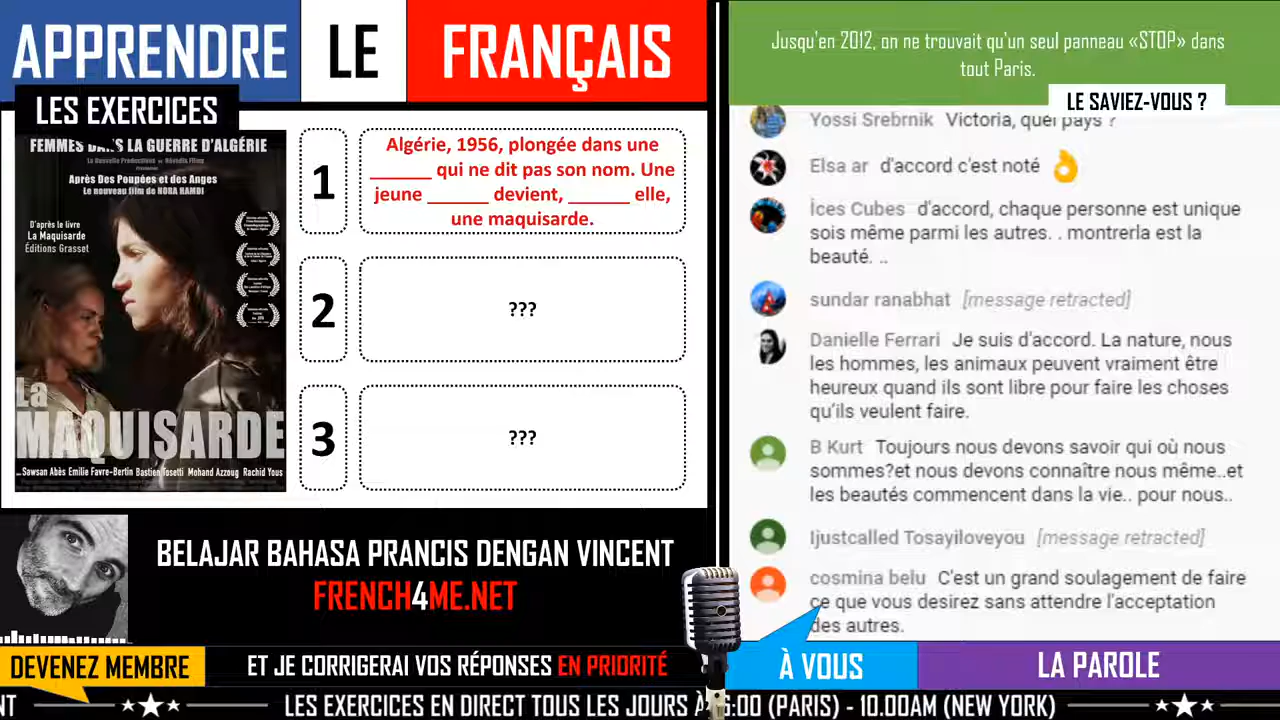 APPRENDRE LE FRANÇAIS
LES EXERCICES
FEMMES DANS LA GUERRE D'ALGÉRIE
Après Des Poupées et des Anges
Le nouveau film de NORA HAMDI
D'après le livre
La Maquisarde
Éditions Grasset
La
MAQUISARDE
Sawsan Abès Emilie Favre-Bertin Bastien Tosetti Mohand Azzoug Rachid Yous
1
Algérie, 1956, plongée dans une
______ qui ne dit pas son nom. Une
jeune ______ devient, ______ elle,
une maquisarde.
2
???
3
???
BELAJAR BAHASA PRANCIS DENGAN VINCENT
FRENCH4ME.NET
DEVENEZ MEMBRE
ET JE CORRIGERAI VOS RÉPONSES EN PRIORITÉ
Jusqu'en 2012, on ne trouvait qu'un seul panneau «STOP» dans
tout Paris.
LE SAVIEZ-VOUS ?
Yossi Srebrnik Victoria, quel pays ?
Elsa ar d'accord c'est noté 👌
İces Cubes d'accord, chaque personne est unique
sois même parmi les autres. . montrerla est la
beauté. ..
sundar ranabhat [message retracted]
Danielle Ferrari Je suis d'accord. La nature, nous
les hommes, les animaux peuvent vraiment être
heureux quand ils sont libre pour faire les choses
qu'ils veulent faire.
B Kurt Toujours nous devons savoir qui où nous
sommes?et nous devons connaître nous même..et
les beautés commencent dans la vie.. pour nous..
Ijustcalled Tosayiloveyou [message retracted]
cosmina belu C'est un grand soulagement de faire
ce que vous desirez sans attendre l'acceptation
des autres.
À VOUS
LA PAROLE
NT ★★★ LES EXERCICES EN DIRECT TOUS LES JOURS À 6:00 (PARIS) - 10.00AM (NEW YORK) ★★★